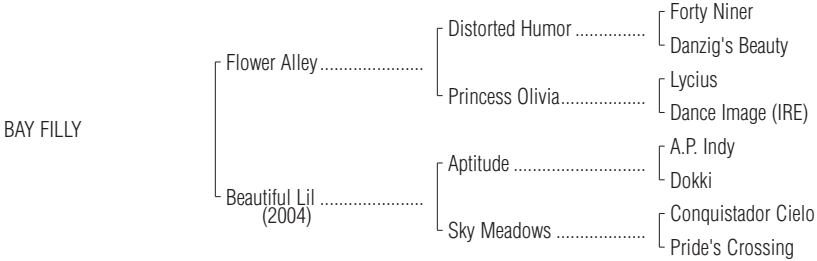 Forty Niner
Distorted Humor ...............
Danzig's Beauty
Flower Alley ......................
Lycius
Princess Olivia..................
Dance Image (IRE)
BAY FILLY
A.P. Indy
Aptitude ............................
Dokki
Beautiful Lil ......................
(2004)
Conquistador Cielo
Sky Meadows ...................
Pride's Crossing